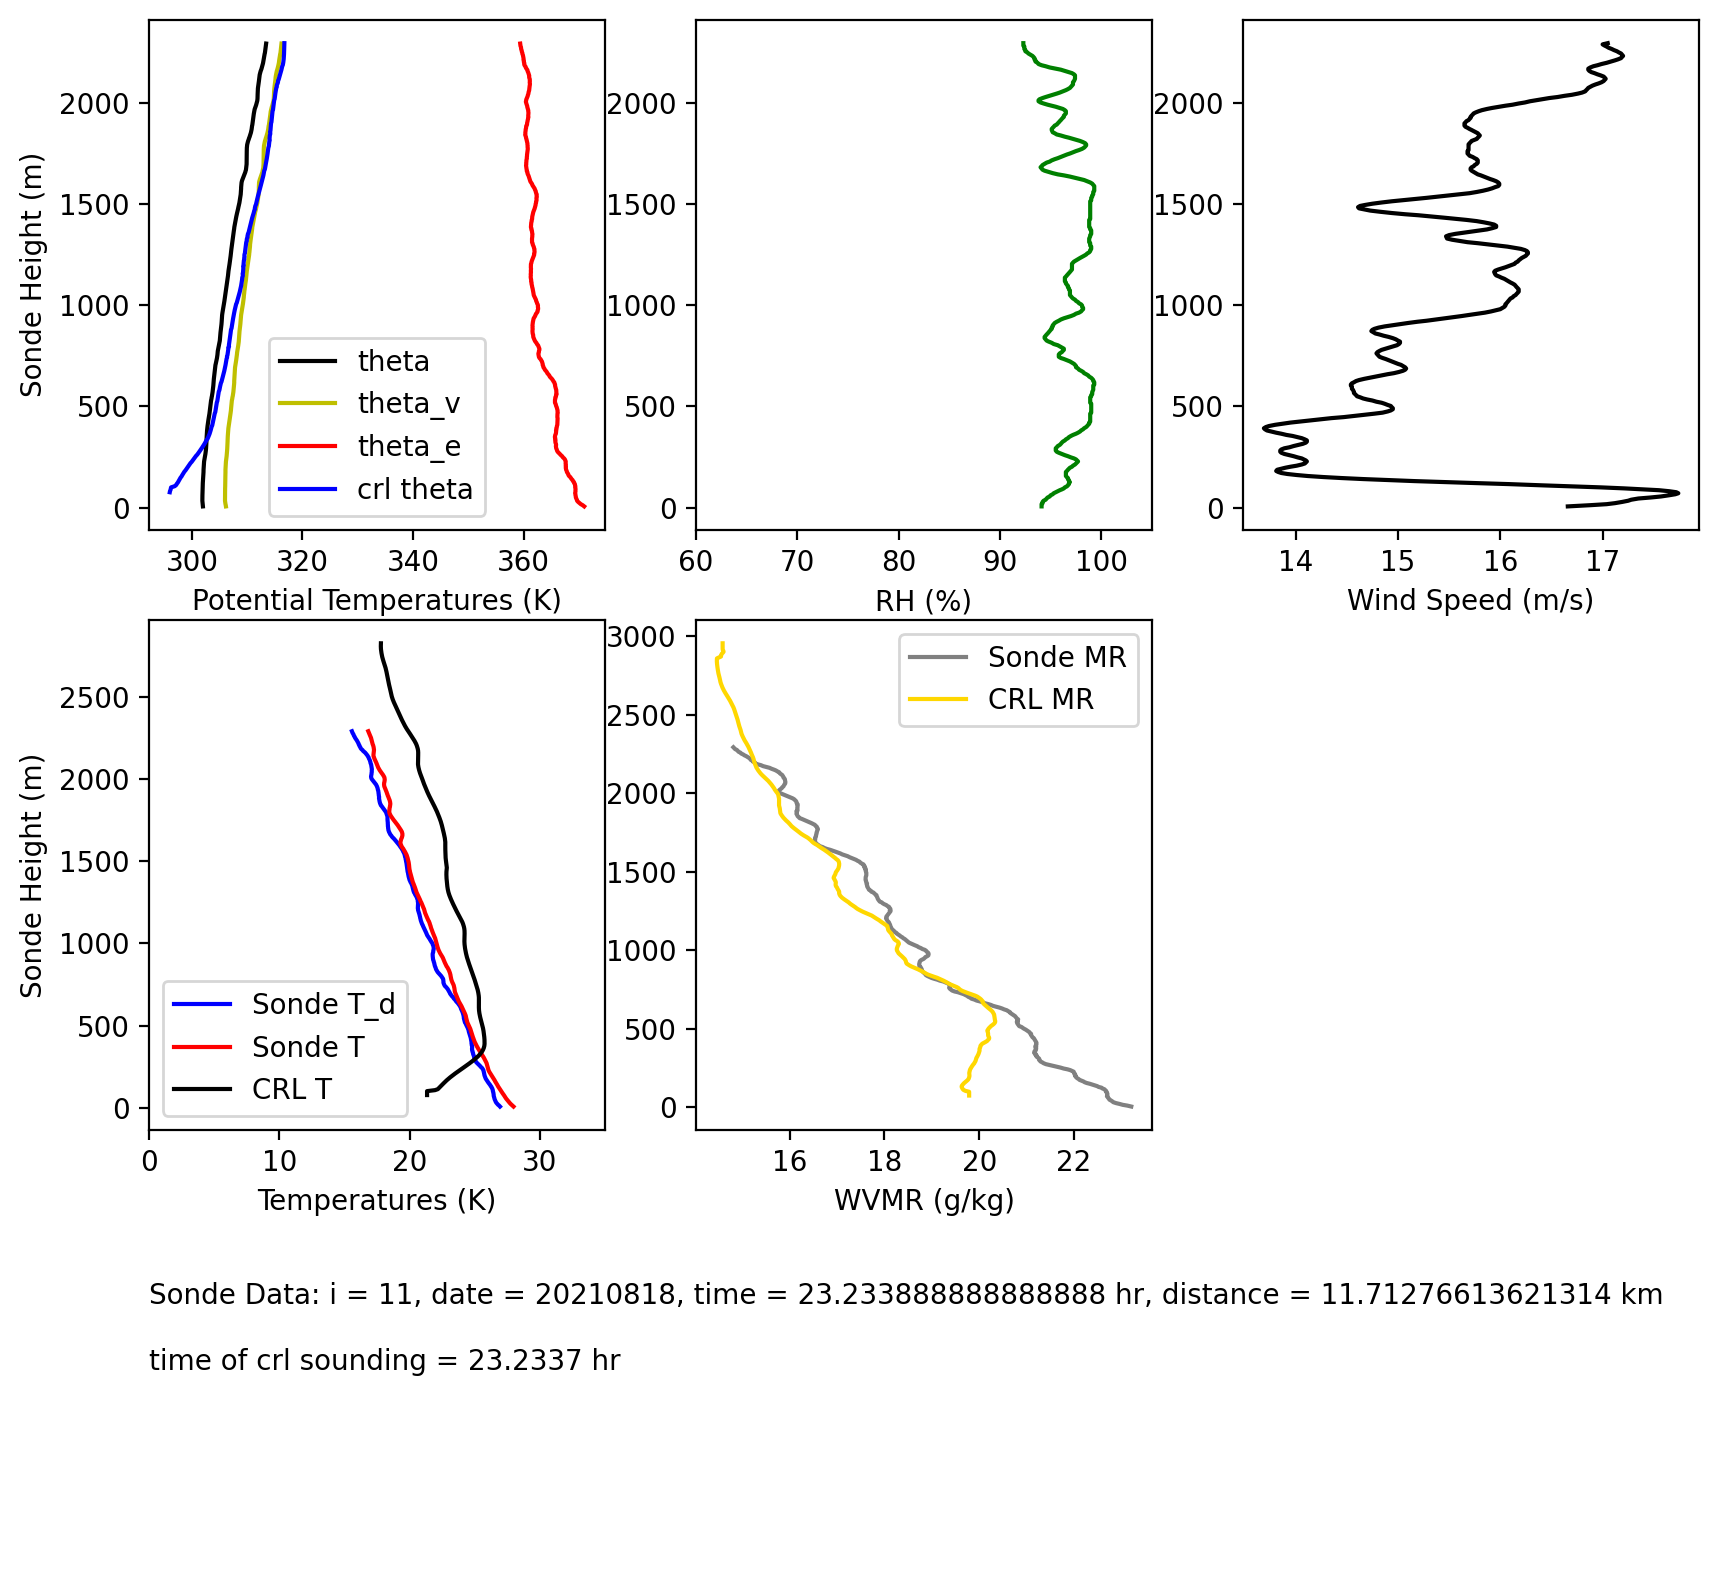 Sonde Height (m)
2000
1500
1000
500
0
theta
theta_v
theta_e
crl theta
300 320 340 360
Potential Temperatures (K)
2000
1500
1000
500
0
60 70 80 90 100
RH (%)
2000
1500
1000
500
0
14 15 16 17
Wind Speed (m/s)
Sonde Height (m)
2500
2000
1500
1000
500
0
Sonde T_d
Sonde T
CRL T
0 10 20 30
Temperatures (K)
3000
2500
2000
1500
1000
500
0
Sonde MR
CRL MR
16 18 20 22
WVMR (g/kg)
Sonde Data: i = 11, date = 20210818, time = 23.233888888888888 hr, distance = 11.71276613621314 km
time of crl sounding = 23.2337 hr